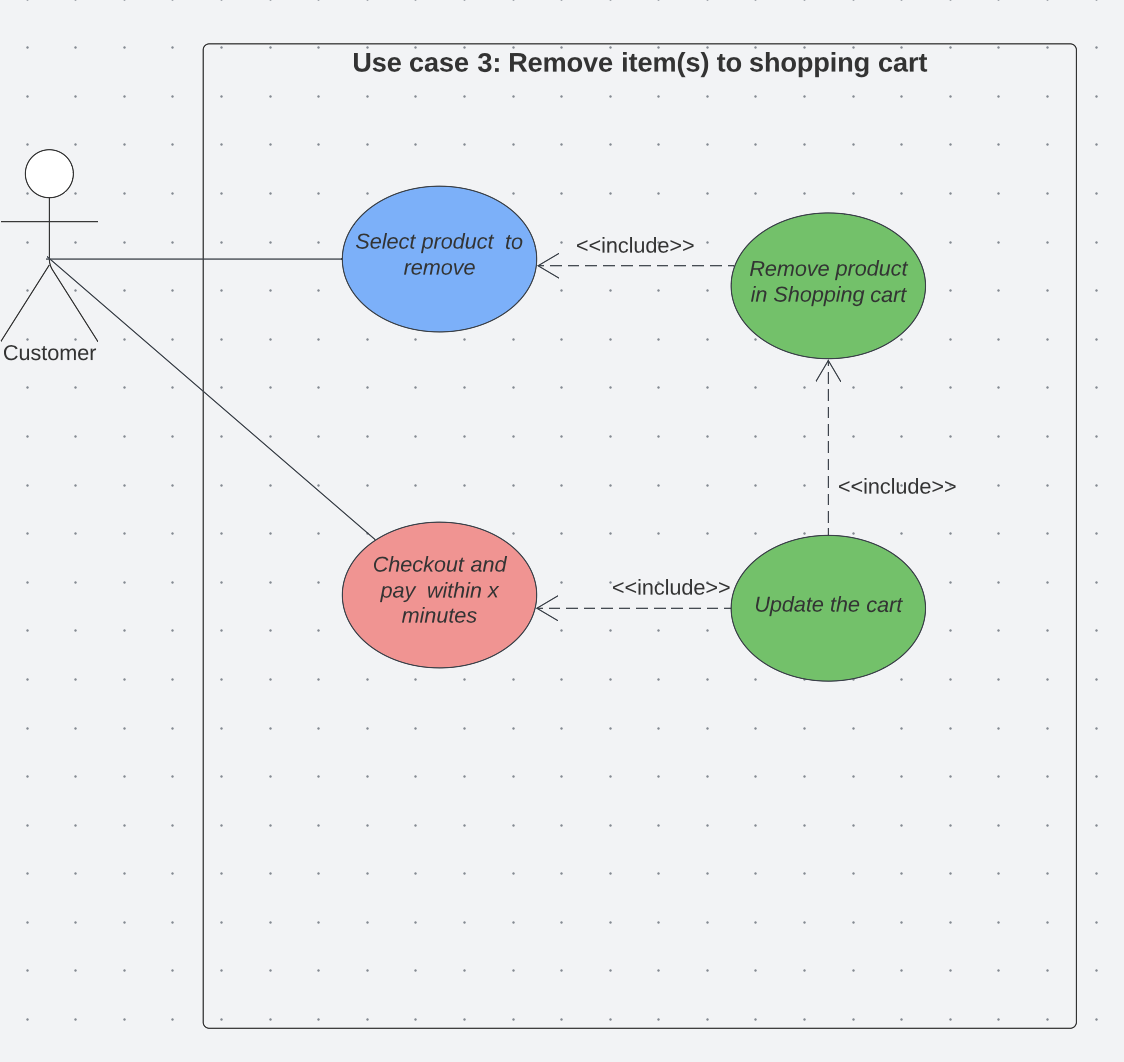 Use case 3: Remove item(s) to shopping cart
Select product to
remove
<<include>>
Remove product
in Shopping cart
Customer
<<include>>
Checkout and
pay within x
minutes
<<include>>
Update the cart